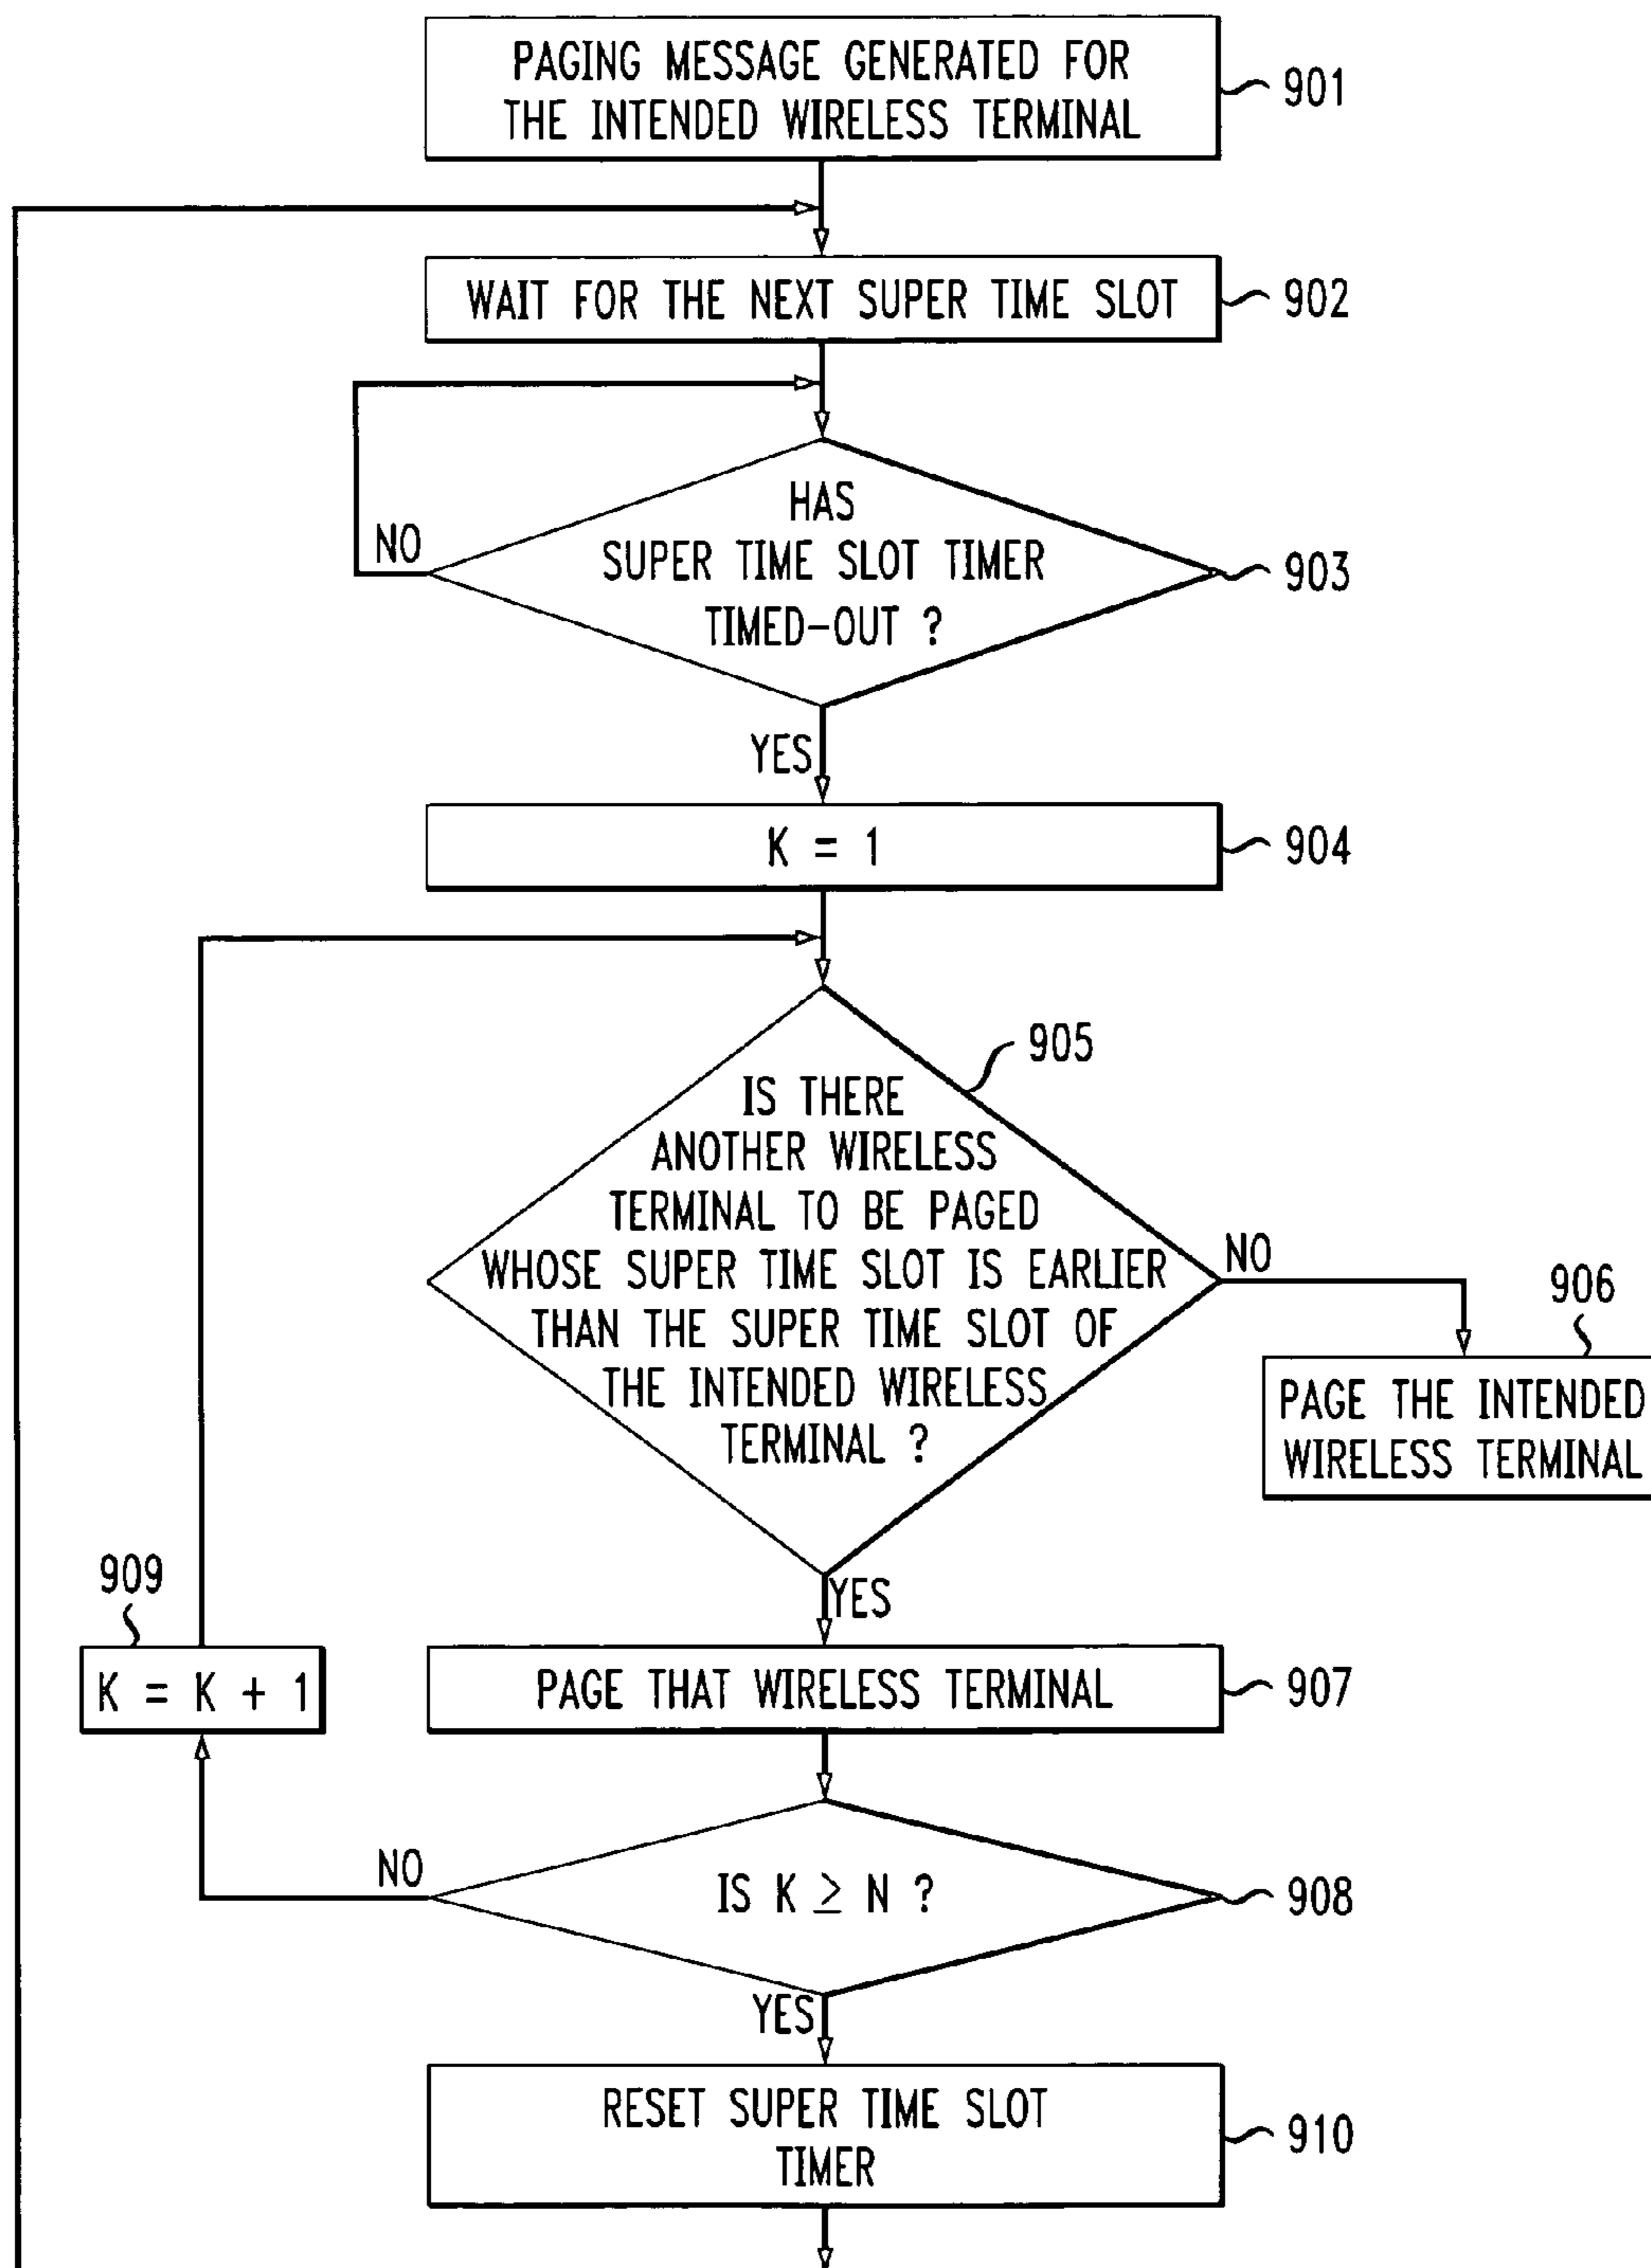 PAGING MESSAGE GENERATED FOR
THE INTENDED WIRELESS TERMINAL
901
WAIT FOR THE NEXT SUPER TIME SLOT
902
HAS
SUPER TIME SLOT TIMER
TIMED-OUT ?
NO
903
YES
K = 1
904
905
IS THERE
ANOTHER WIRELESS
TERMINAL TO BE PAGED
WHOSE SUPER TIME SLOT IS EARLIER
THAN THE SUPER TIME SLOT OF
THE INTENDED WIRELESS
TERMINAL ?
NO
906
PAGE THE INTENDED
WIRELESS TERMINAL
YES
909
K = K + 1
PAGE THAT WIRELESS TERMINAL
907
NO
IS K ≥ N ?
908
YES
RESET SUPER TIME SLOT
TIMER
910